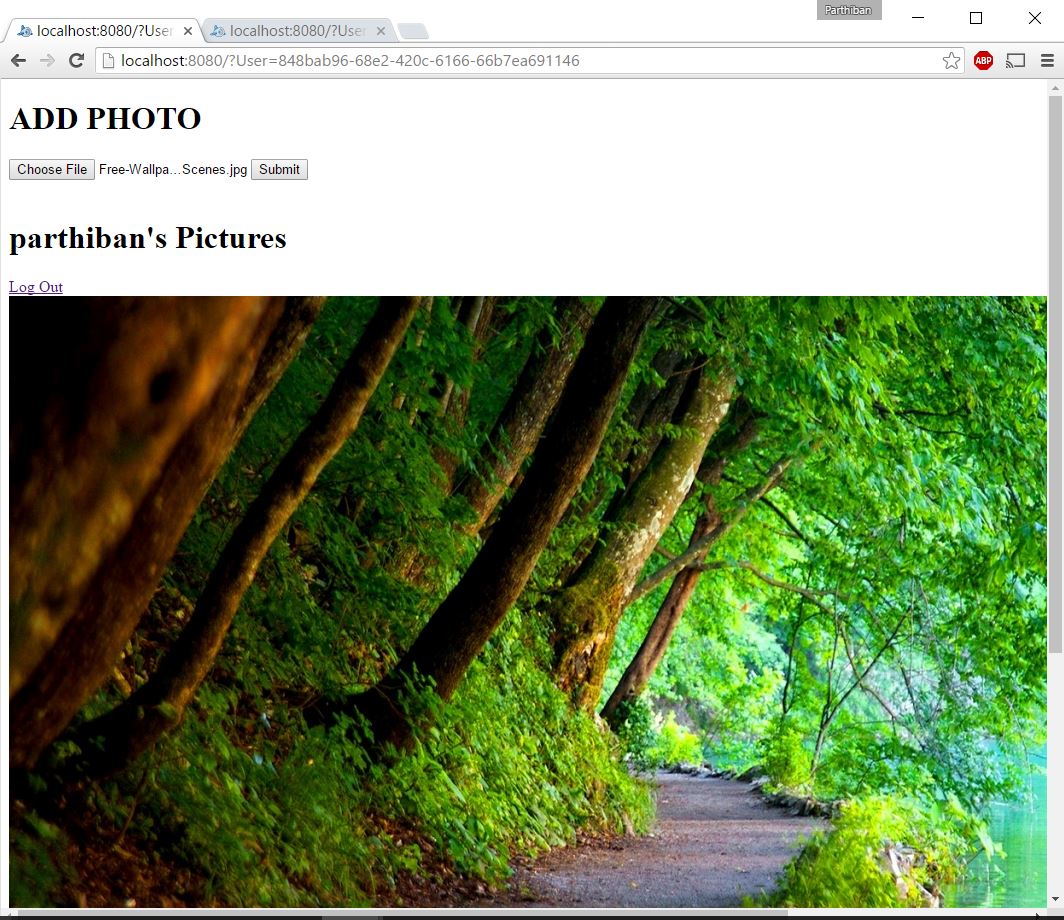 Parthiban
localhost:8080/?User
localhost:8080/?User
localhost:8080/?User=848bab96-68e2-420c-6166-66b7ea691146
ABP
ADD PHOTO
Choose File Free-Wallpa...Scenes.jpg Submit
parthiban's Pictures
Log Out